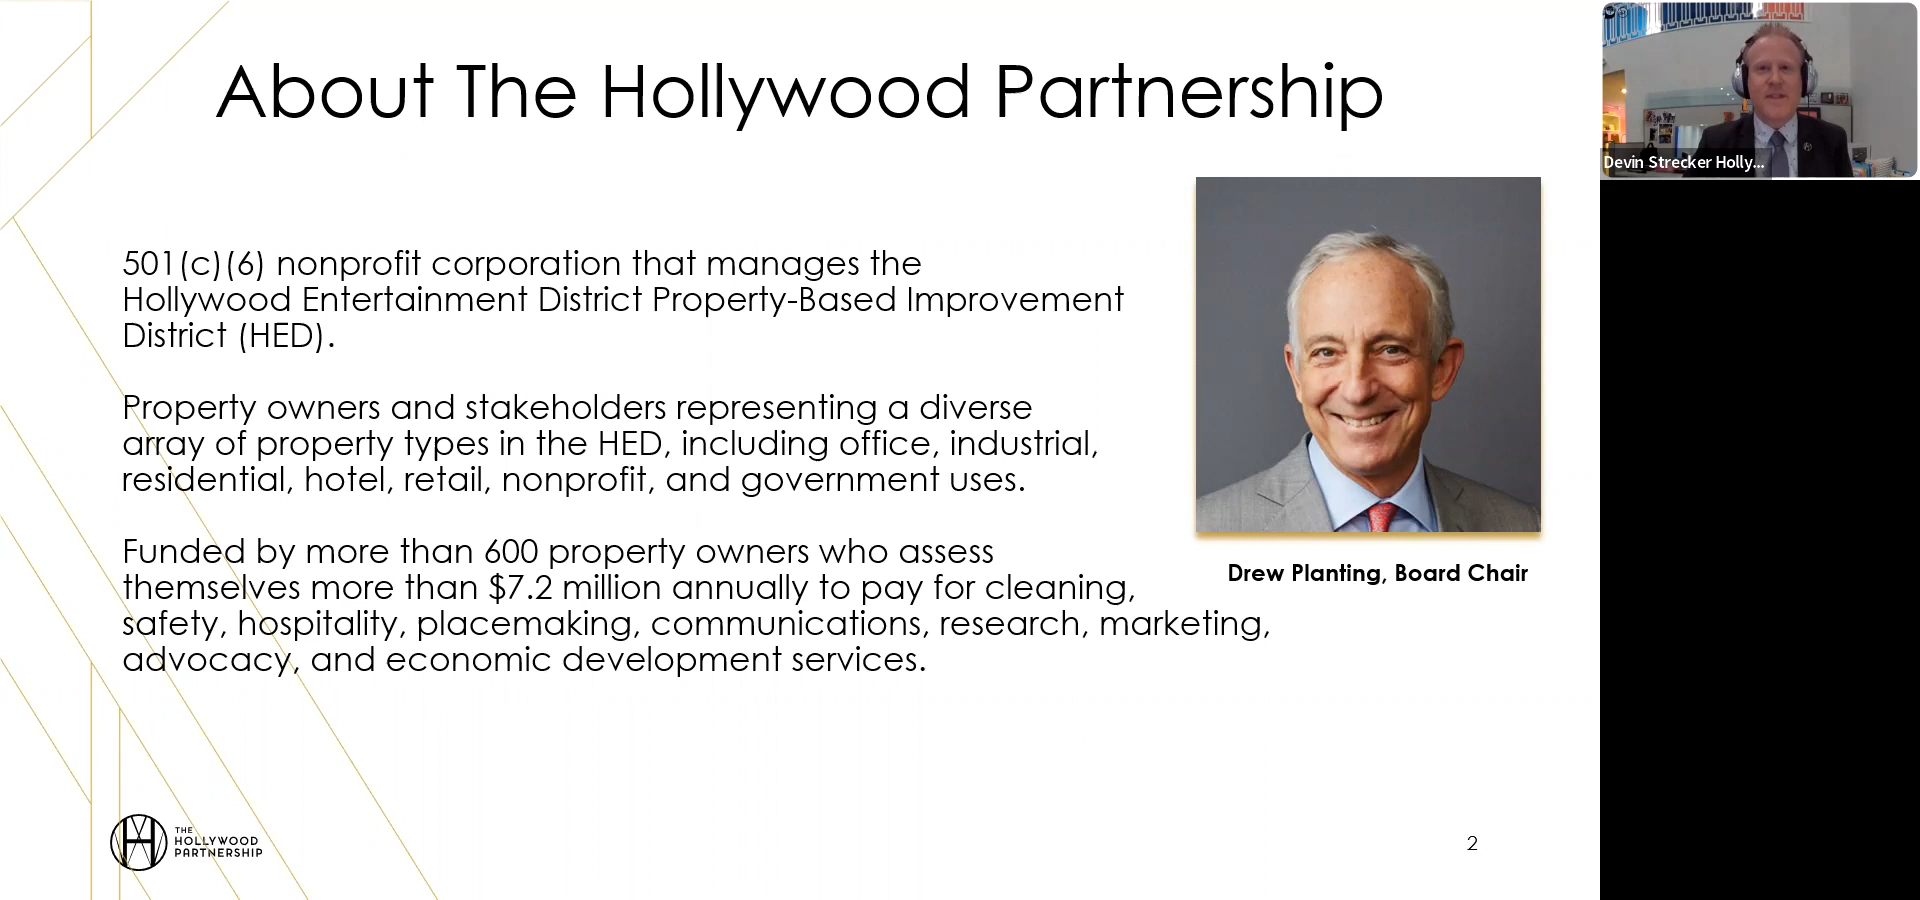 About The Hollywood Partnership
501(c)(6) nonprofit corporation that manages the
Hollywood Entertainment District Property-Based Improvement
District (HED).
Property owners and stakeholders representing a diverse
array of property types in the HED, including office, industrial,
residential, hotel, retail, nonprofit, and government uses.
Funded by more than 600 property owners who assess
themselves more than $7.2 million annually to pay for cleaning,
safety, hospitality, placemaking, communications, research, marketing,
advocacy, and economic development services.
Drew Planting, Board Chair
THE
HOLLYWOOD
PARTNERSHIP
2
Devin Strecker Holly...